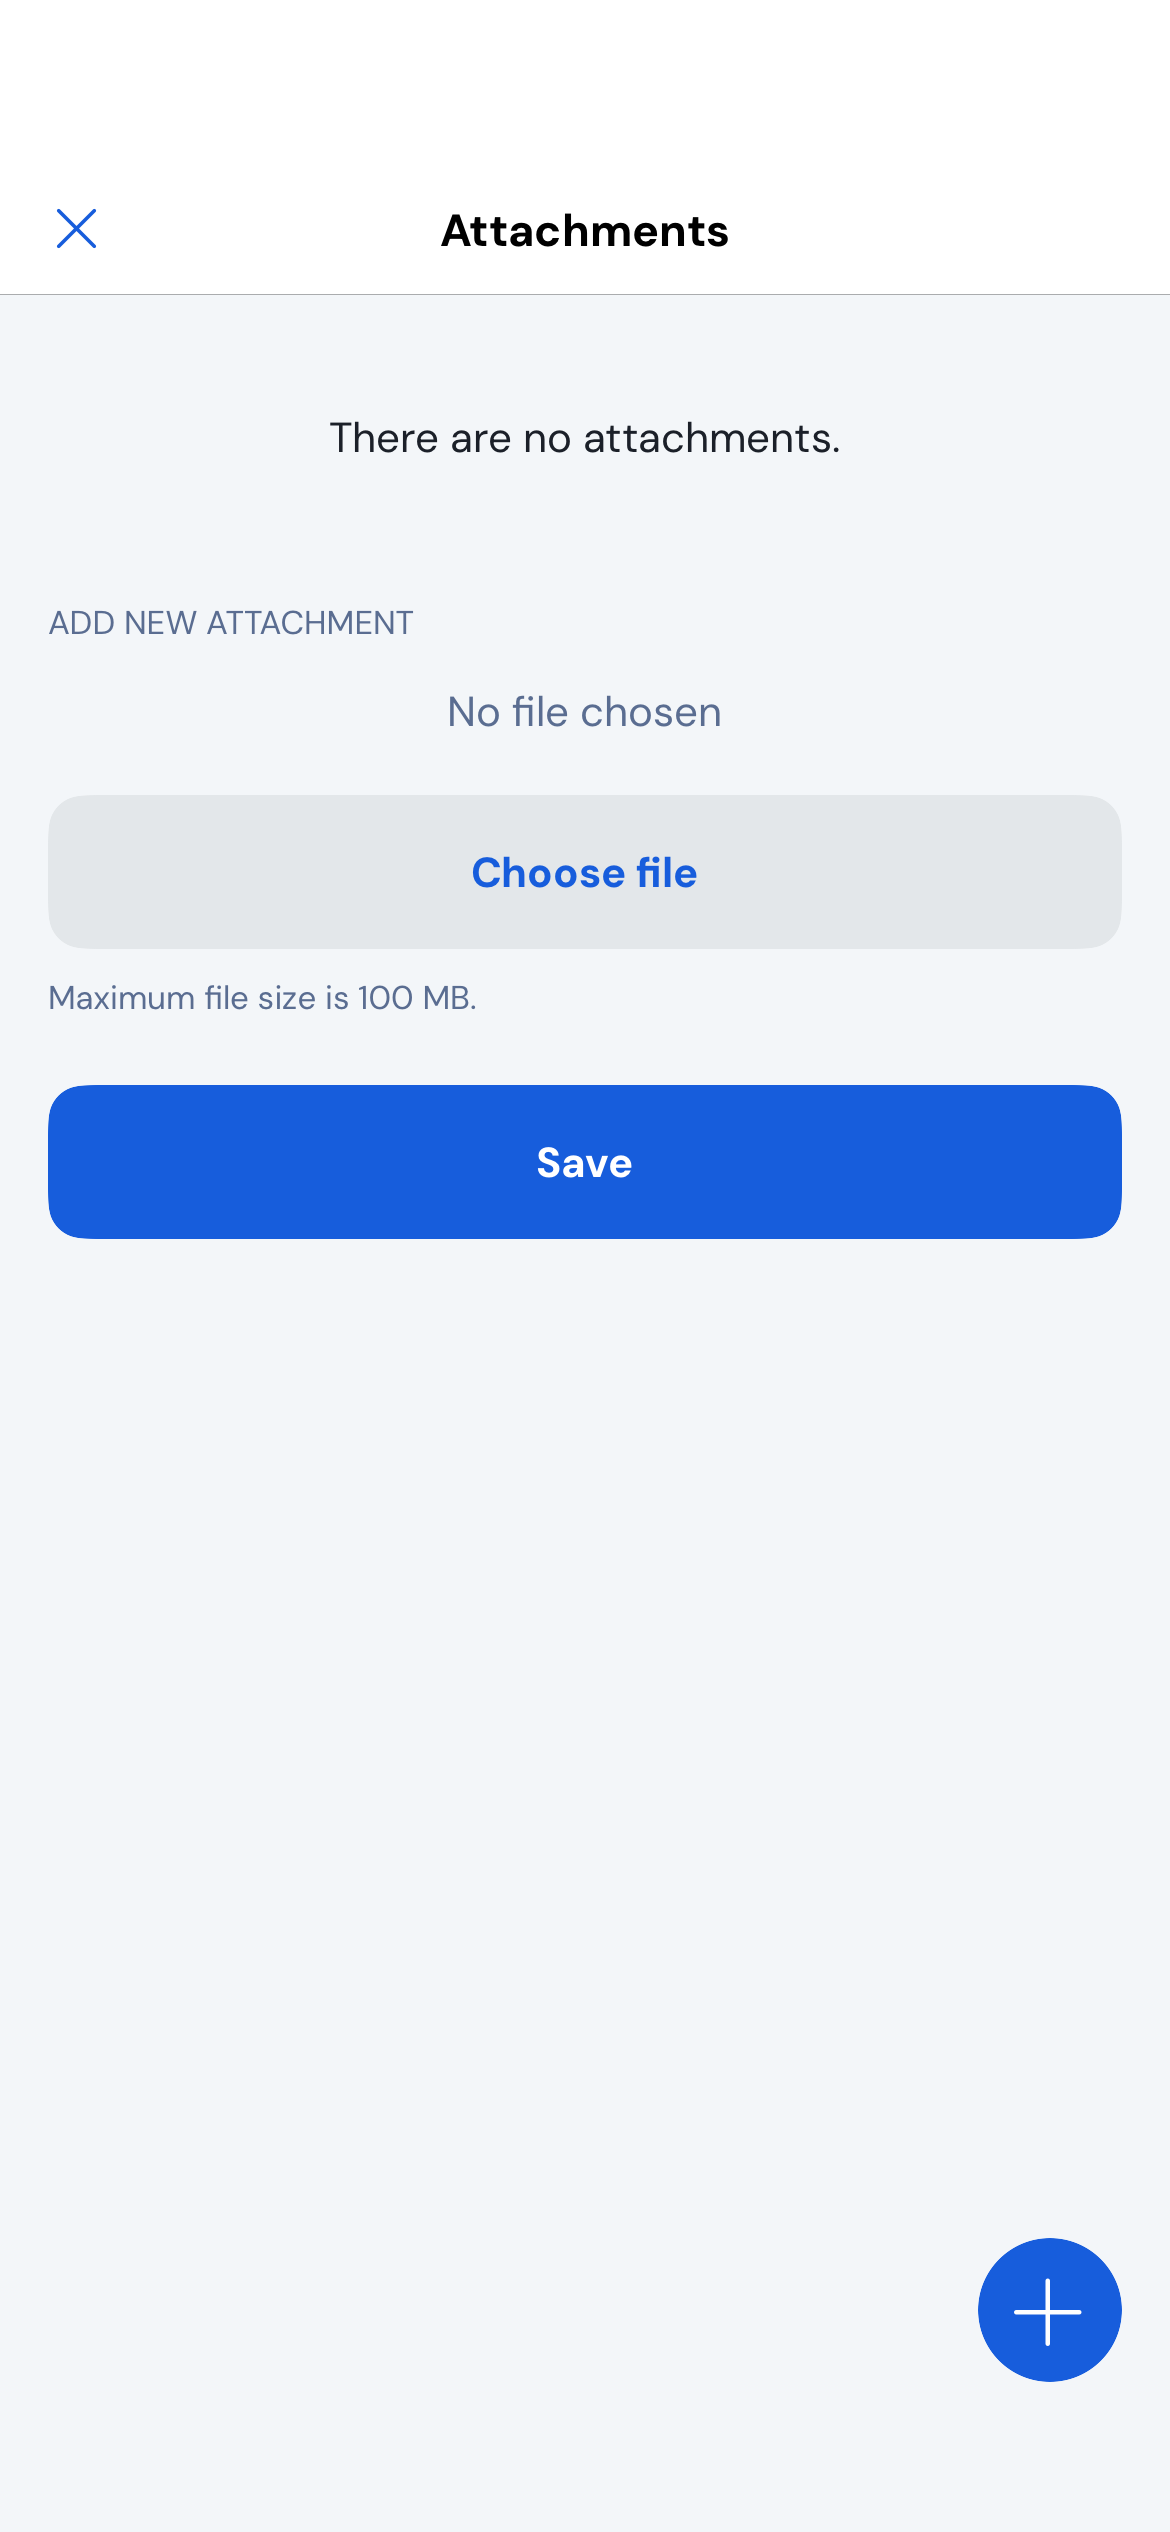 Attachments
There are no attachments.
ADD NEW ATTACHMENT
No file chosen
Choose file
Maximum file size is 100 MB.
Save